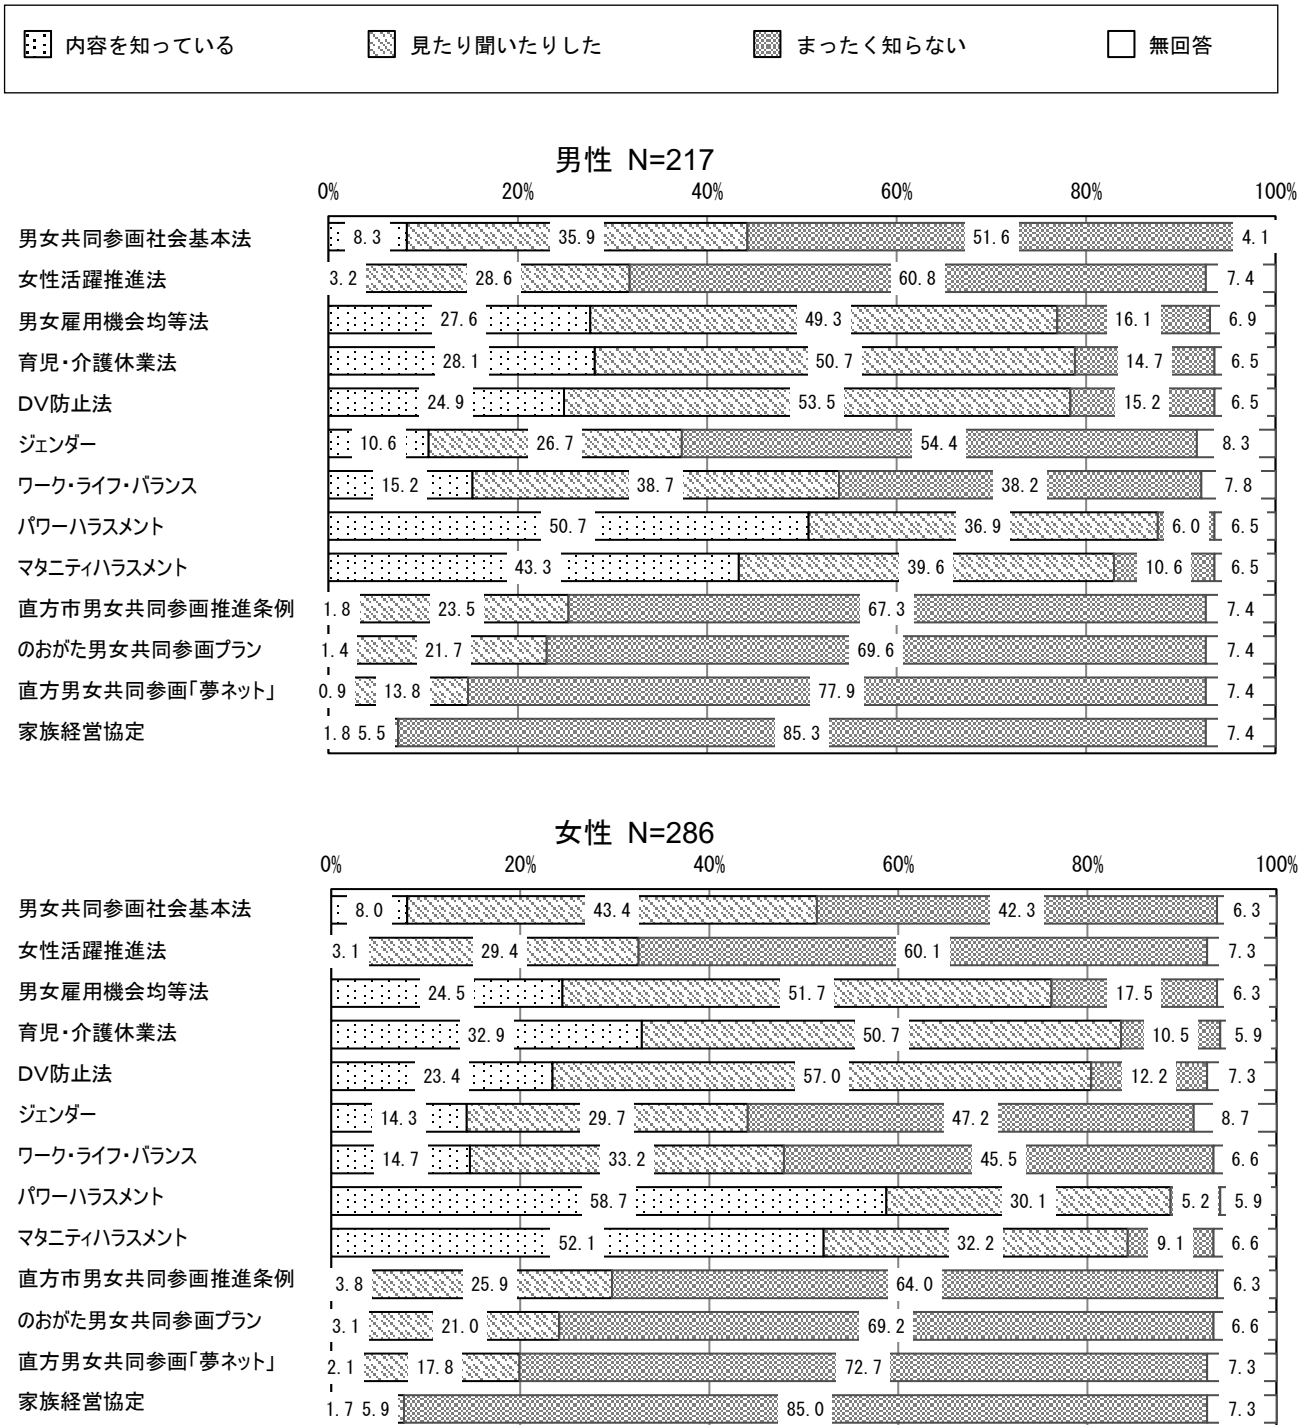 内容を知っている 見たり聞いたりした まったく知らない 無回答
男性 N=217
0% 20% 40% 60% 80% 100%
男女共同参画社会基本法 8.3 35.9 51.6 4.1
女性活躍推進法 3.2 28.6 60.8 7.4
男女雇用機会均等法 27.6 49.3 16.1 6.9
育児・介護休業法 28.1 50.7 14.7 6.5
DV防止法 24.9 53.5 15.2 6.5
ジェンダー 10.6 26.7 54.4 8.3
ワーク・ライフ・バランス 15.2 38.7 38.2 7.8
パワーハラスメント 50.7 36.9 6.0 6.5
マタニティハラスメント 43.3 39.6 10.6 6.5
直方市男女共同参画推進条例 1.8 23.5 67.3 7.4
のおがた男女共同参画プラン 1.4 21.7 69.6 7.4
直方男女共同参画「夢ネット」 0.9 13.8 77.9 7.4
家族経営協定 1.8 5.5 85.3 7.4
女性 N=286
0% 20% 40% 60% 80% 100%
男女共同参画社会基本法 8.0 43.4 42.3 6.3
女性活躍推進法 3.1 29.4 60.1 7.3
男女雇用機会均等法 24.5 51.7 17.5 6.3
育児・介護休業法 32.9 50.7 10.5 5.9
DV防止法 23.4 57.0 12.2 7.3
ジェンダー 14.3 29.7 47.2 8.7
ワーク・ライフ・バランス 14.7 33.2 45.5 6.6
パワーハラスメント 58.7 30.1 5.2 5.9
マタニティハラスメント 52.1 32.2 9.1 6.6
直方市男女共同参画推進条例 3.8 25.9 64.0 6.3
のおがた男女共同参画プラン 3.1 21.0 69.2 6.6
直方男女共同参画「夢ネット」 2.1 17.8 72.7 7.3
家族経営協定 1.7 5.9 85.0 7.3